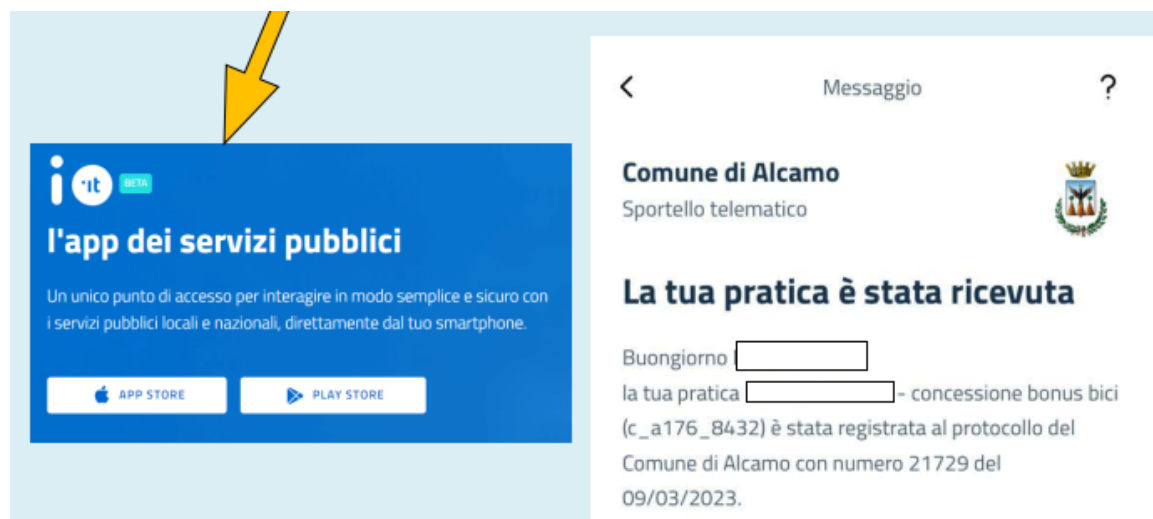 io it BETA
l'app dei servizi pubblici
Un unico punto di accesso per interagire in modo semplice e sicuro con
i servizi pubblici locali e nazionali, direttamente dal tuo smartphone.
APP STORE
PLAY STORE
Messaggio ?
Comune di Alcamo
Sportello telematico
La tua pratica è stata ricevuta
Buongiorno
la tua pratica - concessione bonus bici
(c_a176_8432) è stata registrata al protocollo del
Comune di Alcamo con numero 21729 del
09/03/2023.